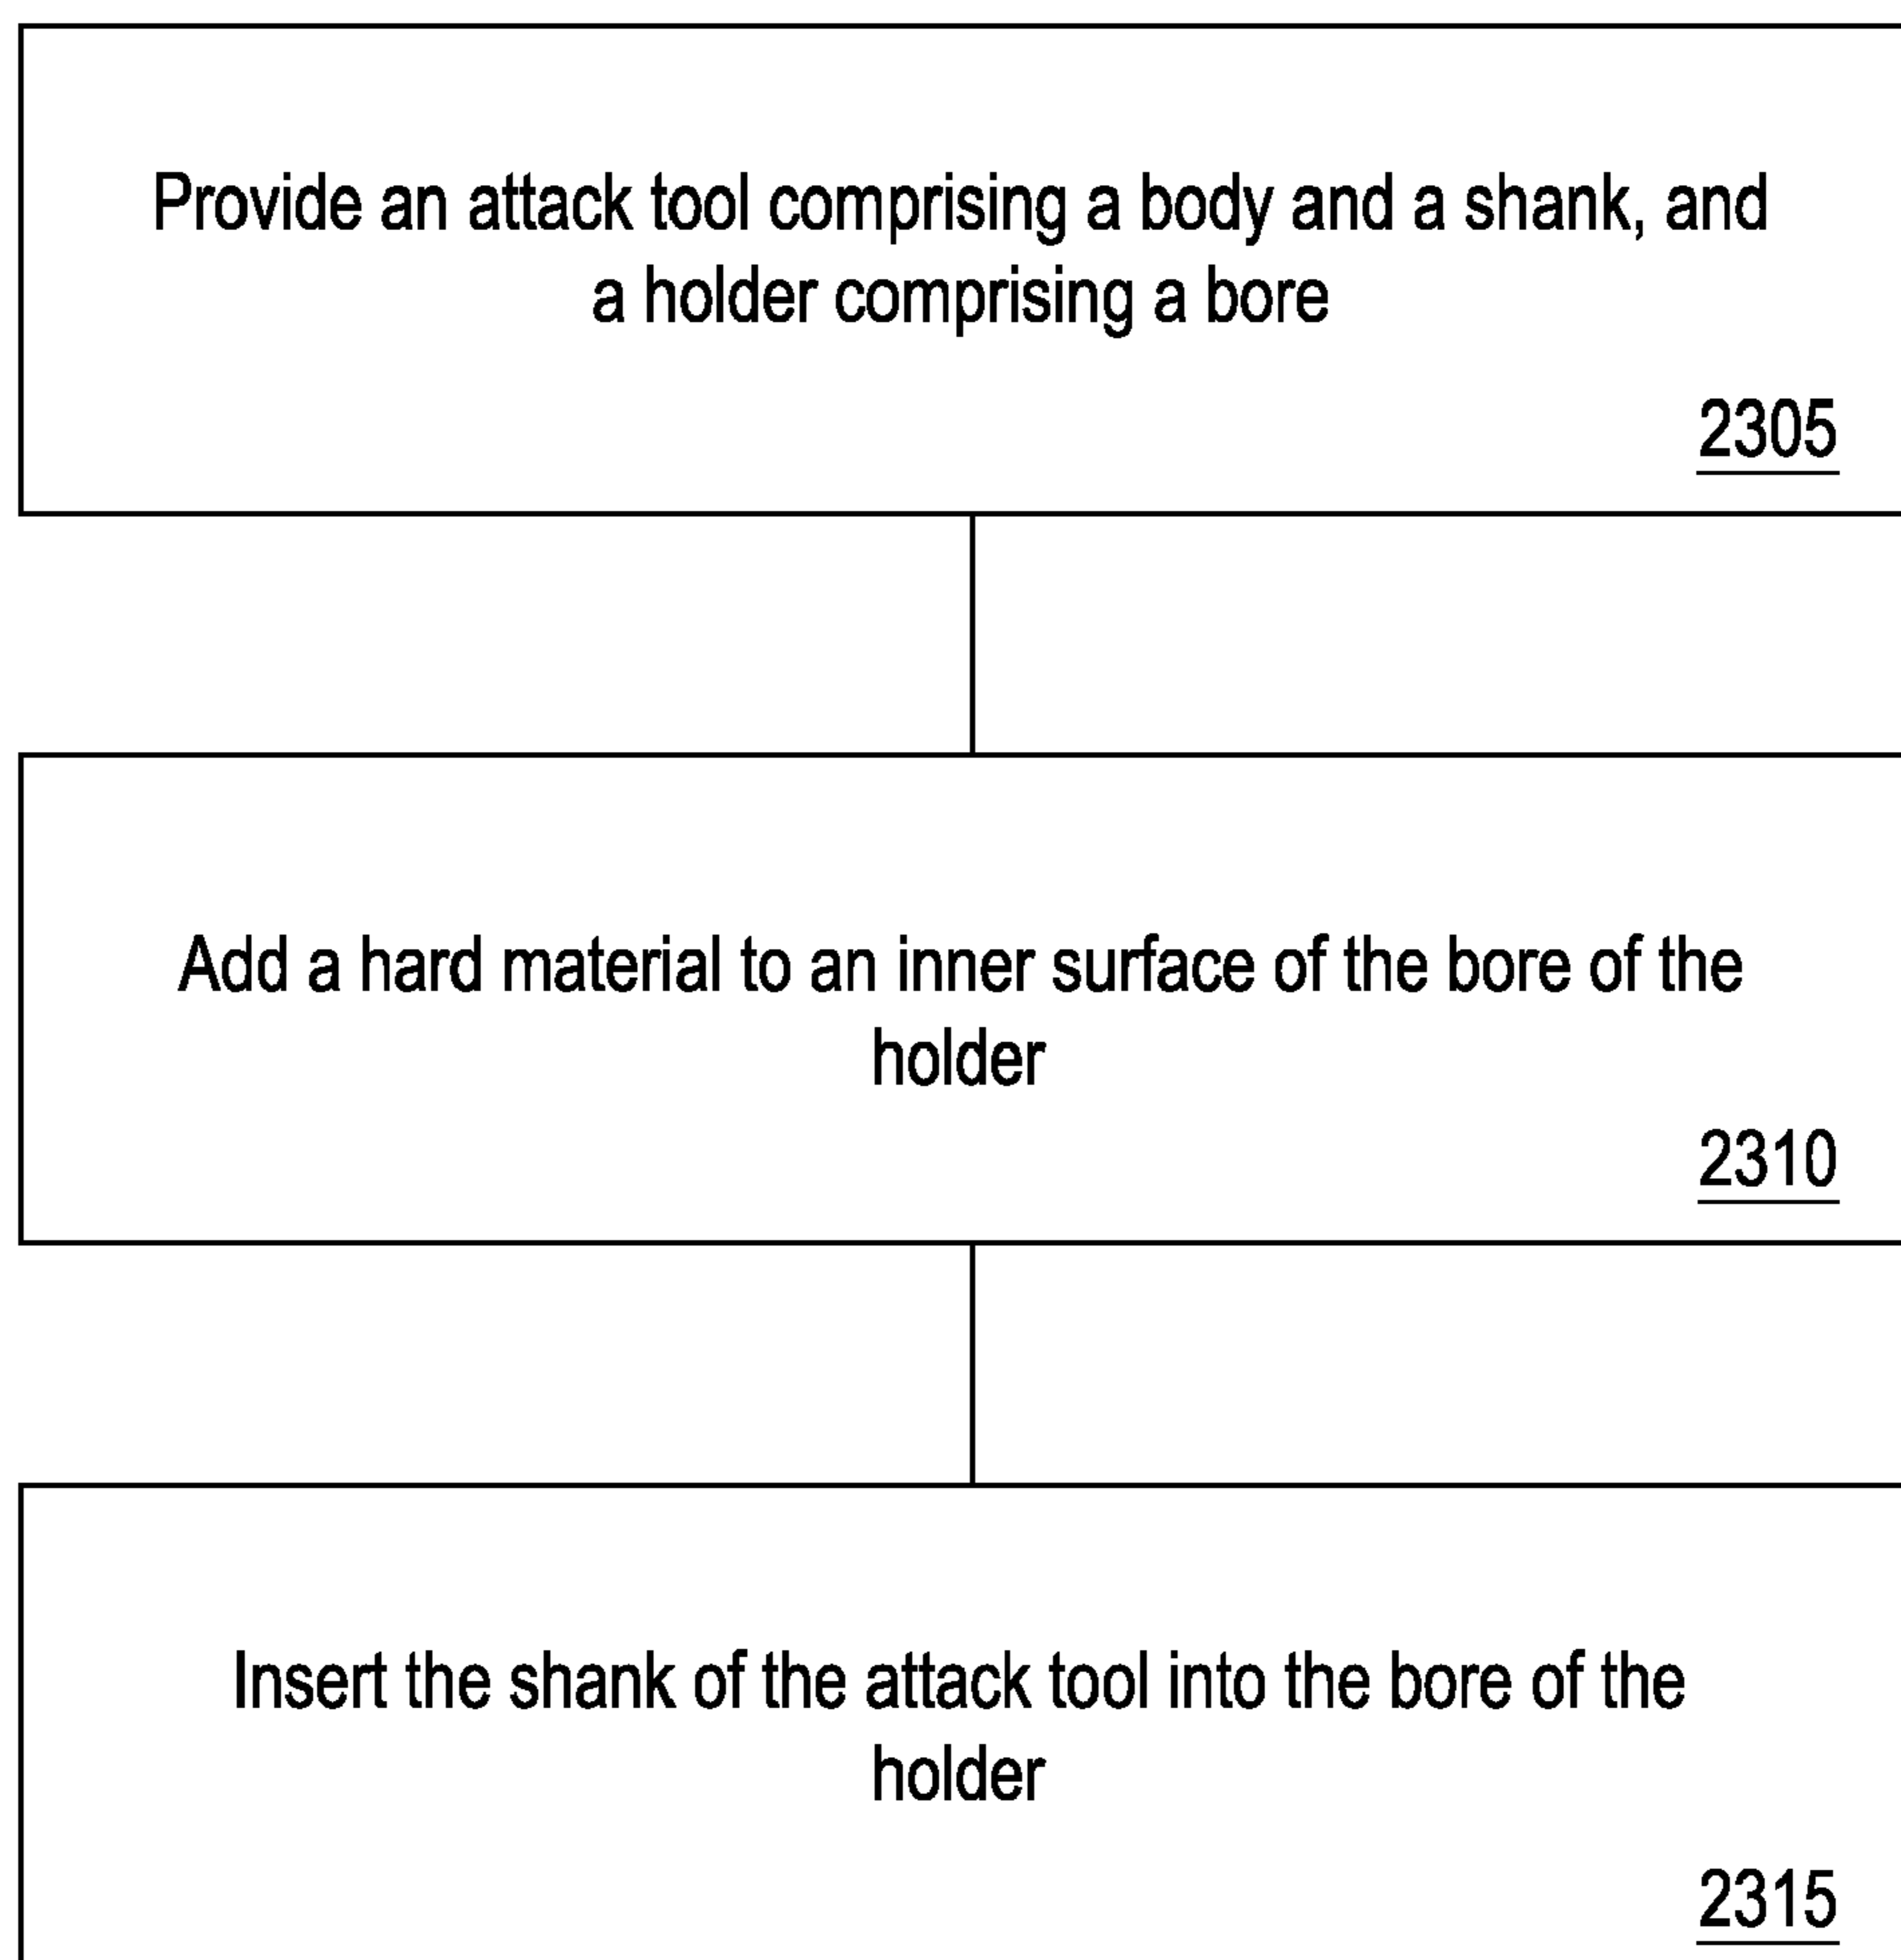 Provide an attack tool comprising a body and a shank, and
a holder comprising a bore
2305
Add a hard material to an inner surface of the bore of the
holder
2310
Insert the shank of the attack tool into the bore of the
holder
2315